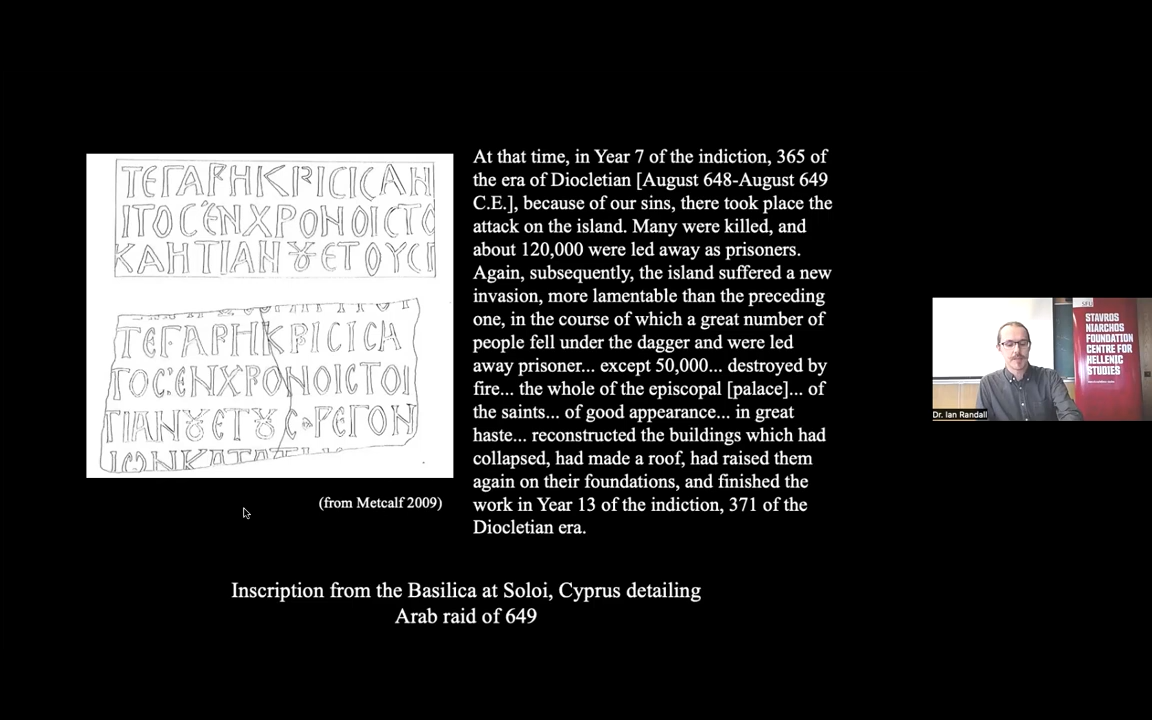 ΤΕΓΑΡΗΚΡΙϹΙϹΑΗ
ΙΤΟϹ ΕΝΧΡΟΝΟΙϹΤΟ
ΚΑΗΤΙΑΝȣΕΤΟΥϹΙ
ΤΕΓΑΡΗΚΡΙϹΙϹΑ
ΤΟϹ ΕΝΧΡΟΝΟΙϹΤΟΙ
ΤΙΑΝȣΕΤȣϹ ΡΕΓΟΝ
(from Metcalf 2009)
At that time, in Year 7 of the indiction, 365 of
the era of Diocletian [August 648-August 649
C.E.], because of our sins, there took place the
attack on the island. Many were killed, and
about 120,000 were led away as prisoners.
Again, subsequently, the island suffered a new
invasion, more lamentable than the preceding
one, in the course of which a great number of
people fell under the dagger and were led
away prisoner... except 50,000... destroyed by
fire... the whole of the episcopal [palace]... of
the saints... of good appearance... in great
haste... reconstructed the buildings which had
collapsed, had made a roof, had raised them
again on their foundations, and finished the
work in Year 13 of the indiction, 371 of the
Diocletian era.
Inscription from the Basilica at Soloi, Cyprus detailing
Arab raid of 649
SFU
STAVROS
NIARCHOS
FOUNDATION
CENTRE FOR
HELLENIC
STUDIES
Dr. Ian Randall